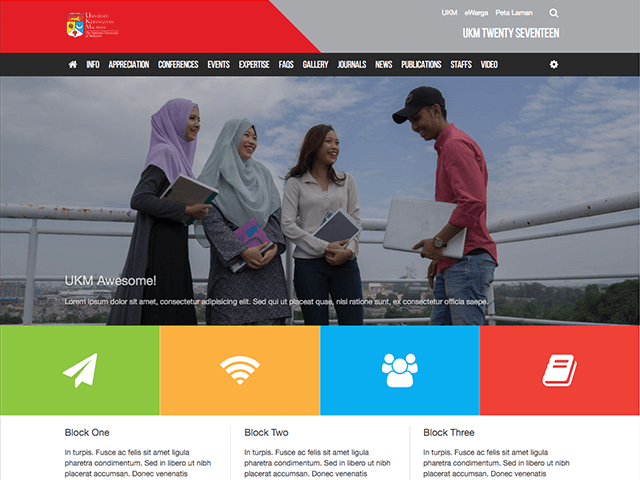 UNIVERSITI
KEBANGSAAN
MALAYSIA
The National University
of Malaysia
UKM eWarga Peta Laman
UKM TWENTY SEVENTEEN
INFO APPRECIATION CONFERENCES EVENTS EXPERTISE FAQS GALLERY JOURNALS NEWS PUBLICATIONS STAFFS VIDEO
UKM Awesome!
Lorem ipsum dolor sit amet, consectetur adipisicing elit. Sed qui ut placeat quae, nisi ratione sunt, ex consectetur officia saepe.
Block One
In turpis. Fusce ac felis sit amet ligula
pharetra condimentum. Sed in libero ut nibh
placerat accumsan. Donec venenatis
Block Two
In turpis. Fusce ac felis sit amet ligula
pharetra condimentum. Sed in libero ut nibh
placerat accumsan. Donec venenatis
Block Three
In turpis. Fusce ac felis sit amet ligula
pharetra condimentum. Sed in libero ut nibh
placerat accumsan. Donec venenatis